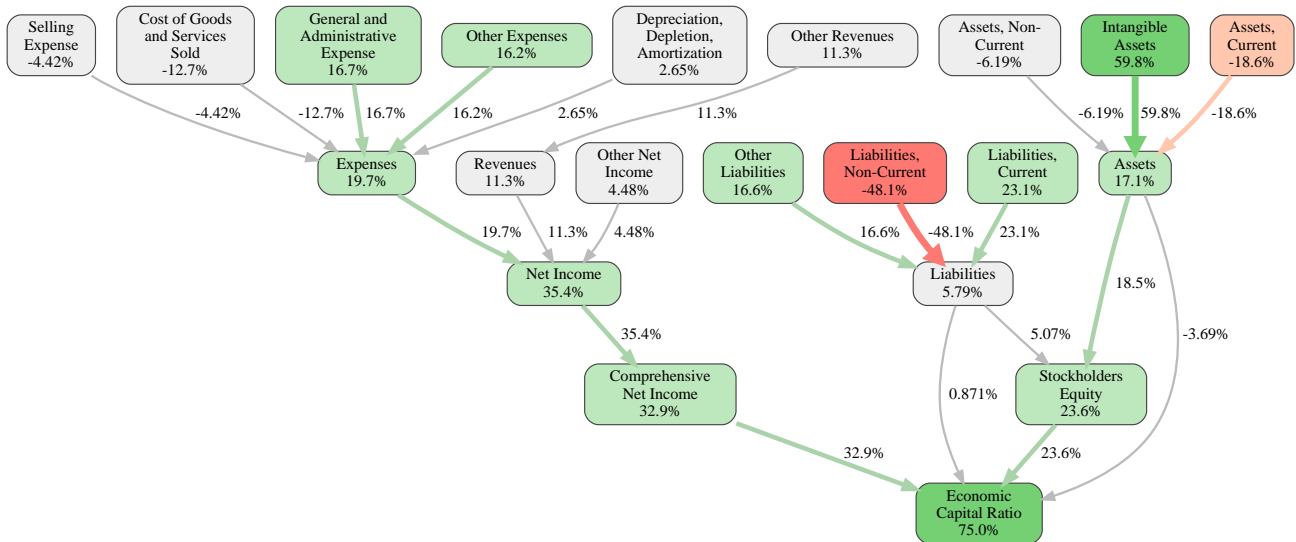 Selling
Expense
-4.42%
Cost of Goods
and Services
Sold
-12.7%
General and
Administrative
Expense
16.7%
Other Expenses
16.2%
Depreciation,
Depletion,
Amortization
2.65%
Other Revenues
11.3%
Assets, Non-
Current
-6.19%
Intangible
Assets
59.8%
Assets,
Current
-18.6%
-4.42%
-12.7%
16.7%
16.2%
2.65%
11.3%
-6.19%
59.8%
-18.6%
Expenses
19.7%
Revenues
11.3%
Other Net
Income
4.48%
Other
Liabilities
16.6%
Liabilities,
Non-Current
-48.1%
Liabilities,
Current
23.1%
Assets
17.1%
19.7%
11.3%
4.48%
16.6%
-48.1%
23.1%
Net Income
35.4%
Liabilities
5.79%
18.5%
35.4%
5.07%
-3.69%
Comprehensive
Net Income
32.9%
0.871%
Stockholders
Equity
23.6%
32.9%
23.6%
Economic
Capital Ratio
75.0%